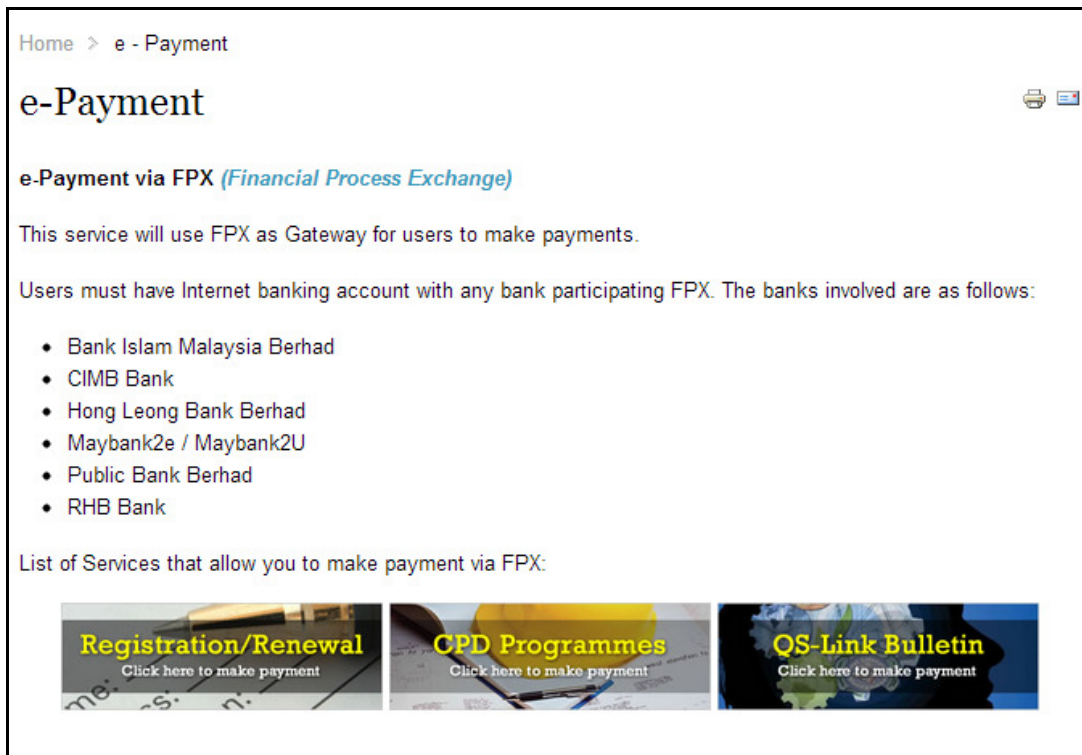 Home > e - Payment
e-Payment
e-Payment via FPX (Financial Process Exchange)
This service will use FPX as Gateway for users to make payments.
Users must have Internet banking account with any bank participating FPX. The banks involved are as follows:
• Bank Islam Malaysia Berhad
• CIMB Bank
• Hong Leong Bank Berhad
• Maybank2e / Maybank2U
• Public Bank Berhad
• RHB Bank
List of Services that allow you to make payment via FPX:
Registration/Renewal
Click here to make payment
CPD Programmes
Click here to make payment
QS-Link Bulletin
Click here to make payment